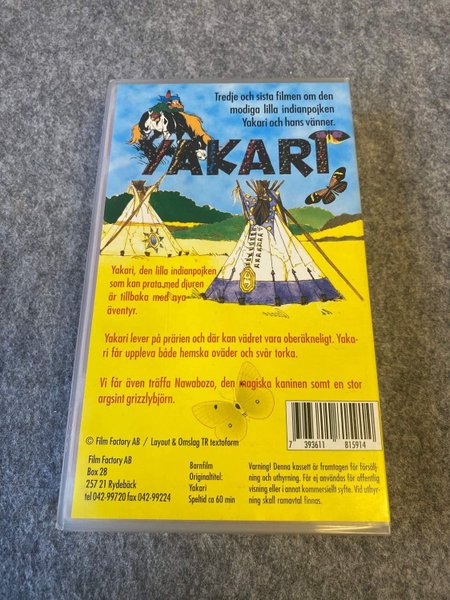 Tredje och sista filmen om den
modiga lilla indianpojken
Yakari och hans vänner.
YAKARI
Yakari, den lilla indianpojken
som kan prata med djuren
är tillbaka med nya
äventyr.
Yakari lever på prärien och där kan vädret vara oberäkneligt. Yaka-
ri får uppleva både hemska oväder och svår torka.
Vi får även träffa Nawabozo, den magiska kaninen somt en stor
argsint grizzlybjörn.
© Film Factory AB / Layout & Omslag TR textoform
7 393611 815914
Film Factory AB
Box 28
257 21 Rydebäck
tel 042-99720 fax 042-99224
Barnfilm
Originaltitel:
Yakari
Speltid ca 60 min
Varning! Denna kassett är framtagen för försälj-
ning och uthyrning. Får ej användas för offentlig
visning eller i annat kommersiellt syfte. Vid uthyr-
ning skall ramavtal finnas.